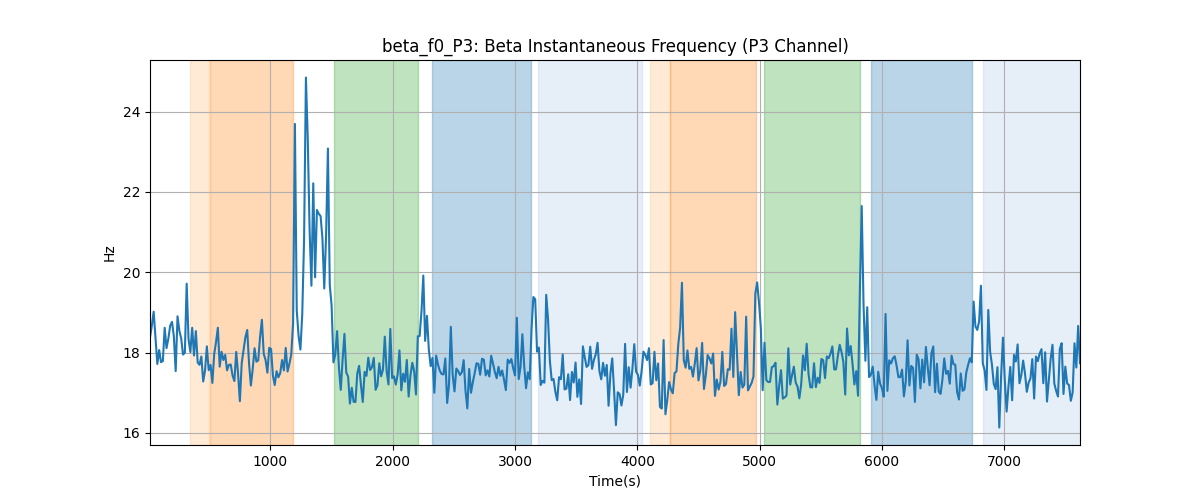 beta_f0_P3: Beta Instantaneous Frequency (P3 Channel)
24
22
20
18
16
Hz
1000 2000 3000 4000 5000 6000 7000
Time(s)